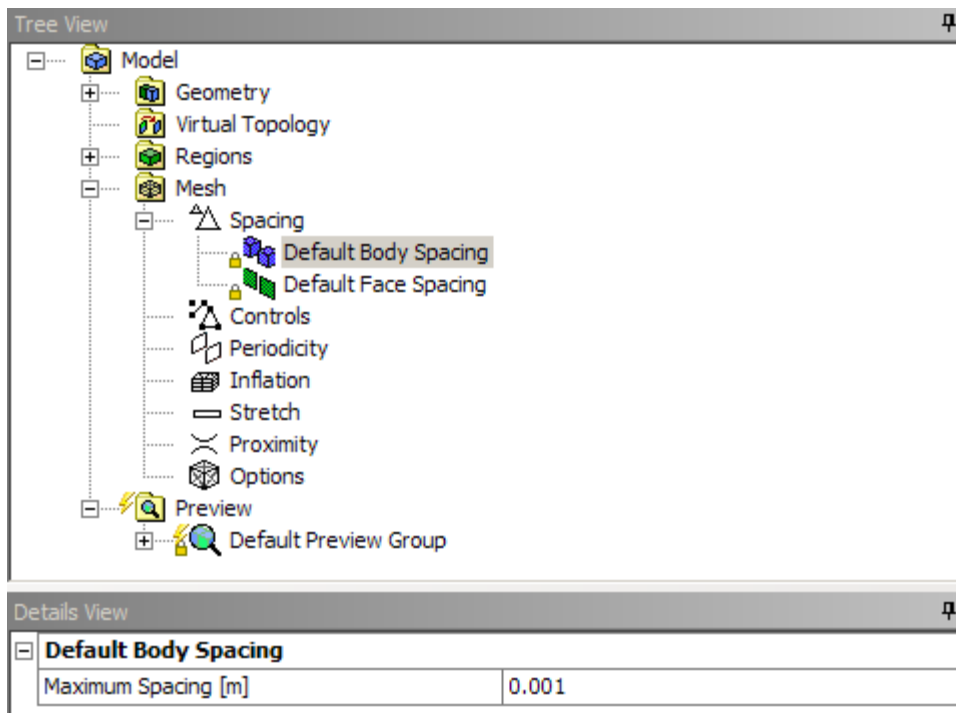 Tree View
Model
Geometry
Virtual Topology
Regions
Mesh
Spacing
Default Body Spacing
Default Face Spacing
Controls
Periodicity
Inflation
Stretch
Proximity
Options
Preview
Default Preview Group
Details View
Default Body Spacing
Maximum Spacing [m] 0.001